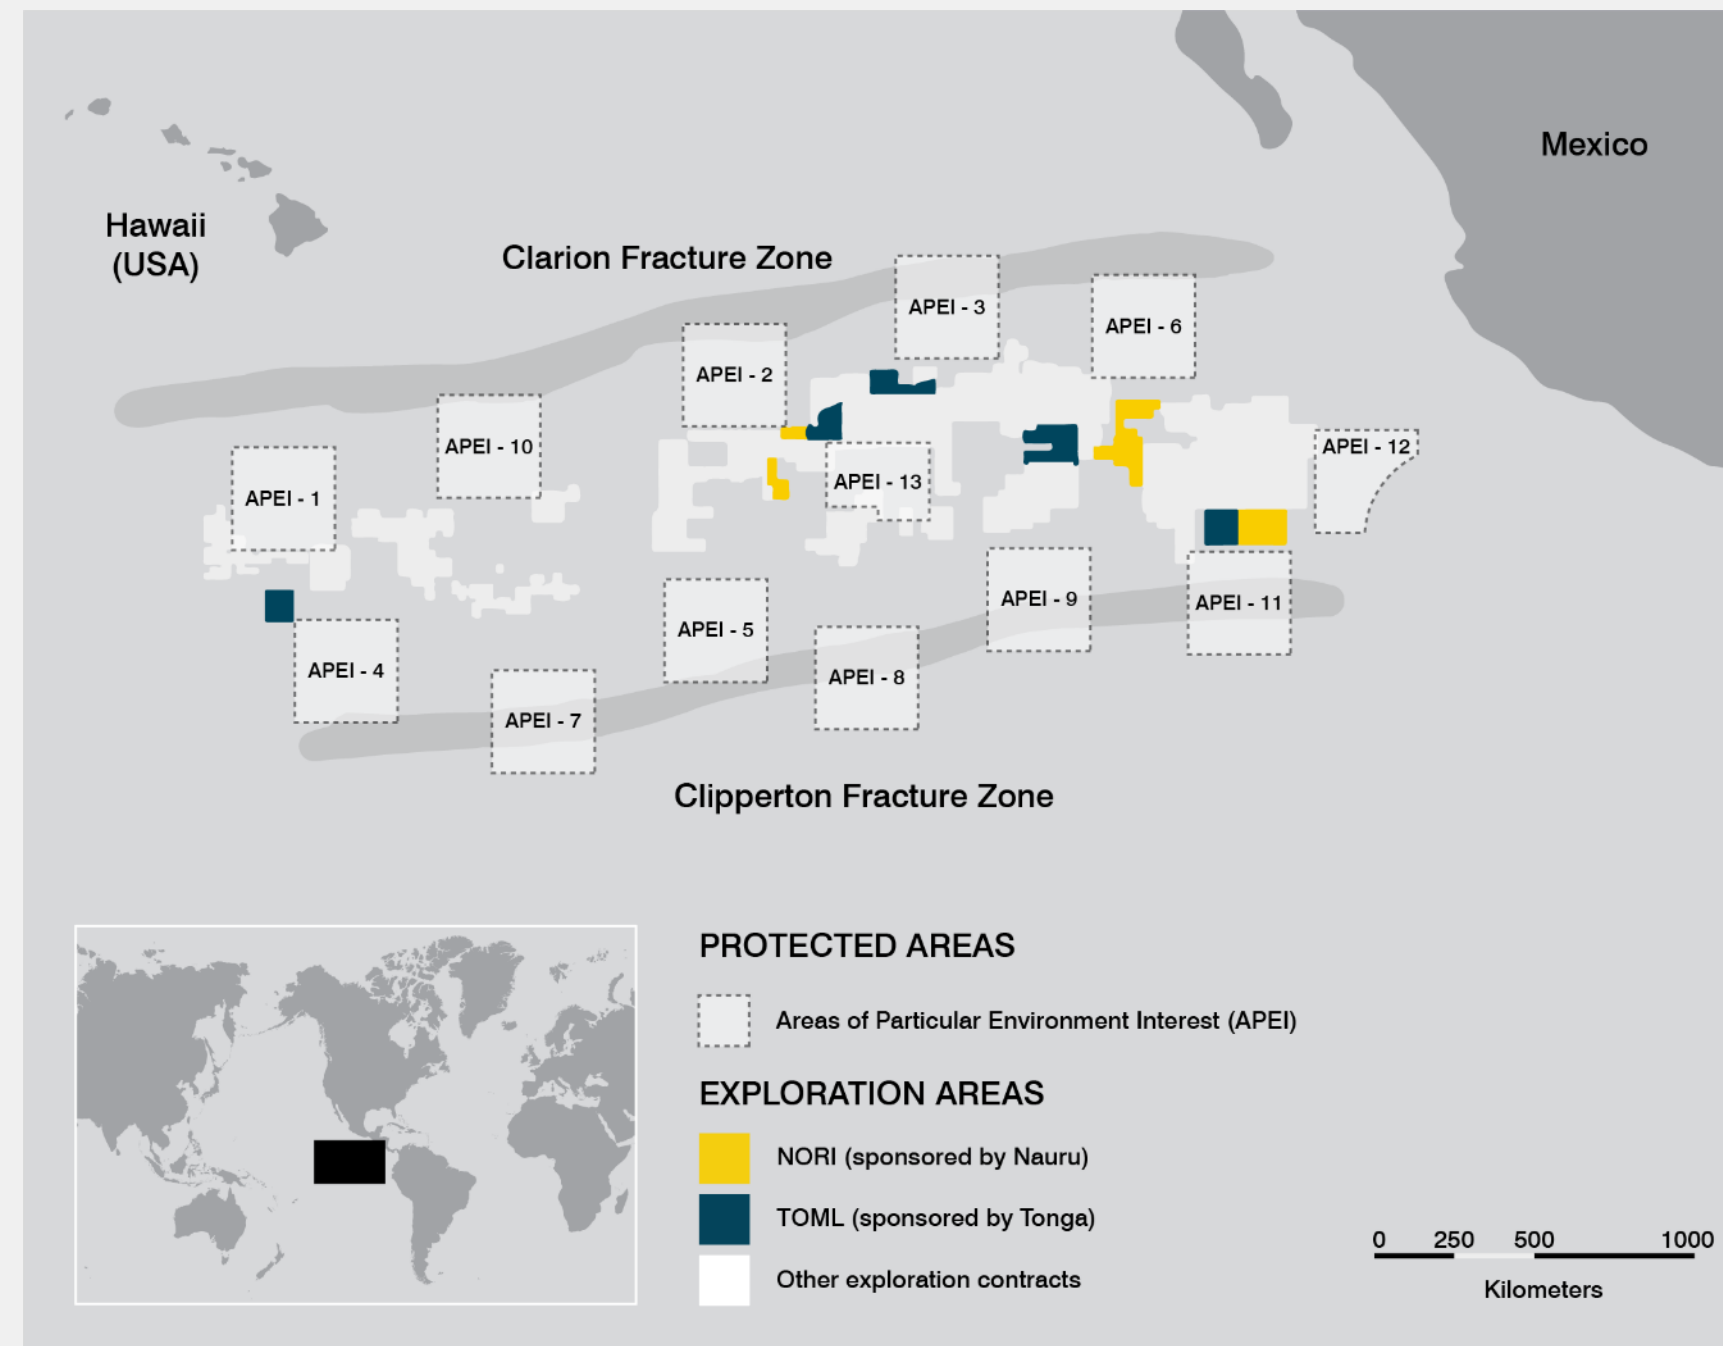 Mexico
Hawaii
(USA)
Clarion Fracture Zone
APEI - 3
APEI - 6
APEI - 2
APEI - 10
APEI - 12
APEI - 13
APEI - 1
APEI - 9
APEI - 11
APEI - 5
APEI - 4
APEI - 8
APEI - 7
Clipperton Fracture Zone
PROTECTED AREAS
Areas of Particular Environment Interest (APEI)
EXPLORATION AREAS
NORI (sponsored by Nauru)
TOML (sponsored by Tonga)
Other exploration contracts
0 250 500 1000
Kilometers